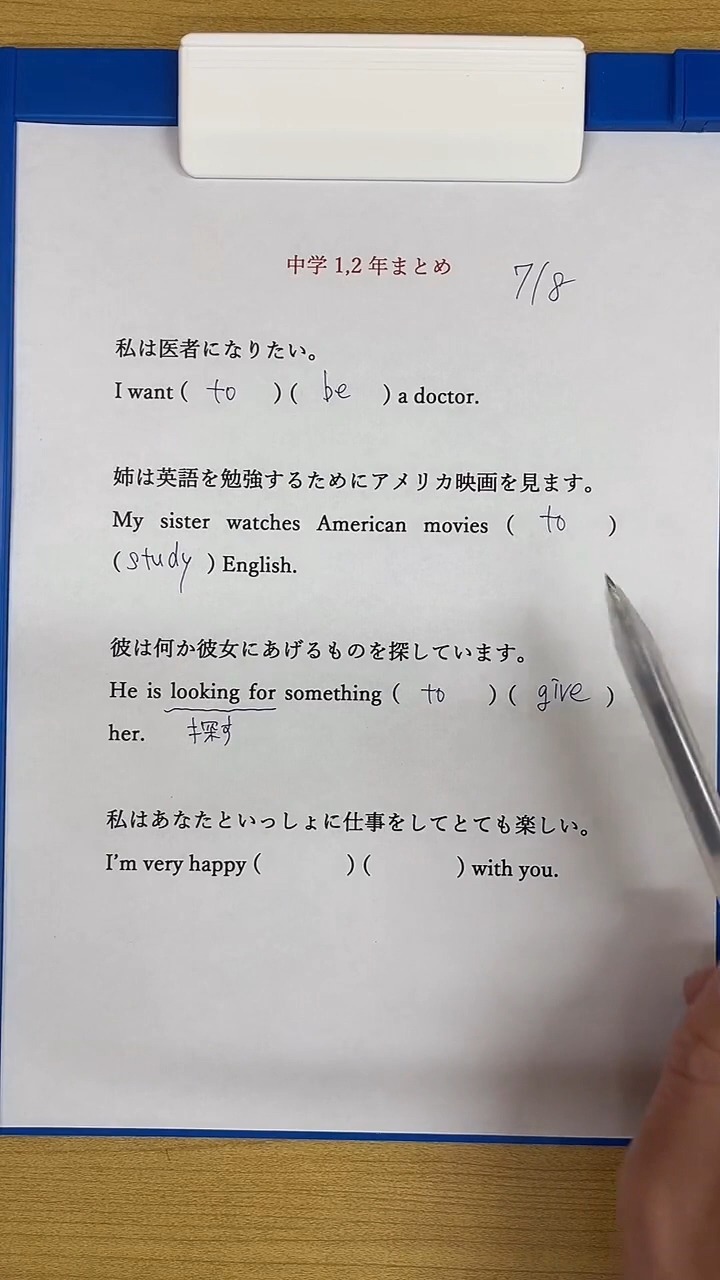 中学 1,2 年まとめ 7/8
私は医者になりたい。
I want ( to ) ( be ) a doctor.
姉は英語を勉強するためにアメリカ映画を見ます。
My sister watches American movies ( to )
( study ) English.
彼は何か彼女にあげるものを探しています。
He is looking for something ( to ) ( give )
her. 探す
私はあなたといっしょに仕事をしてとても楽しい。
I'm very happy ( ) ( ) with you.